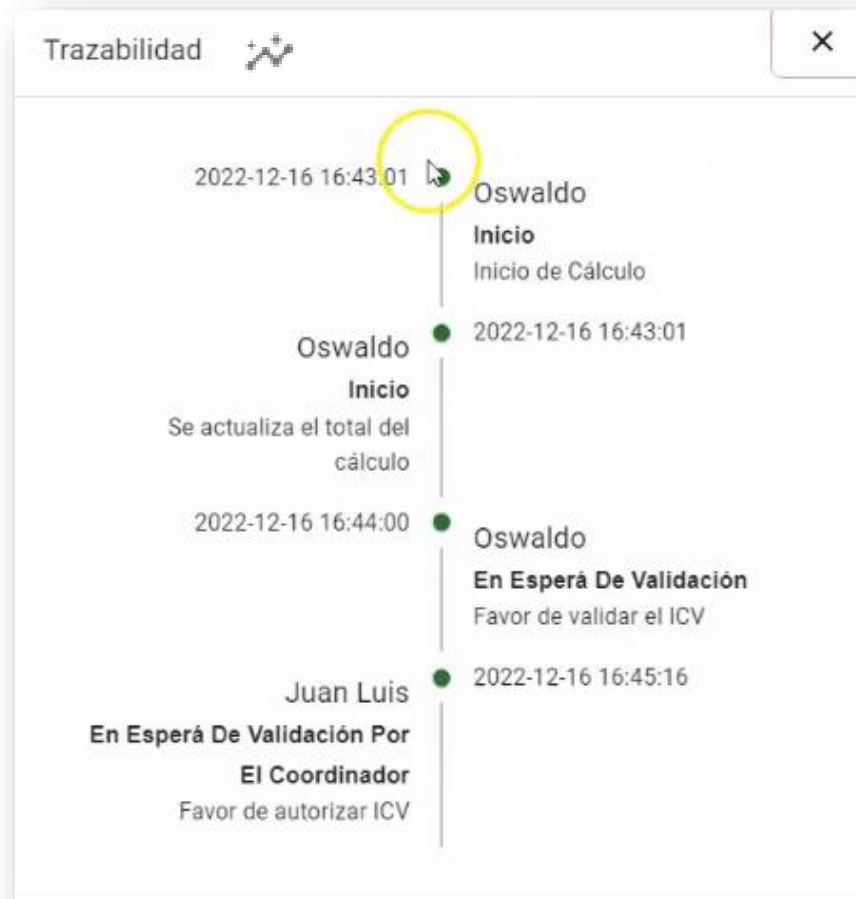 Trazabilidad
2022-12-16 16:43:01
Oswaldo
Inicio
Inicio de Cálculo
2022-12-16 16:43:01
Oswaldo
Inicio
Se actualiza el total del
cálculo
2022-12-16 16:44:00
Oswaldo
En Esperá De Validación
Favor de validar el ICV
2022-12-16 16:45:16
Juan Luis
En Esperá De Validación Por
El Coordinador
Favor de autorizar ICV